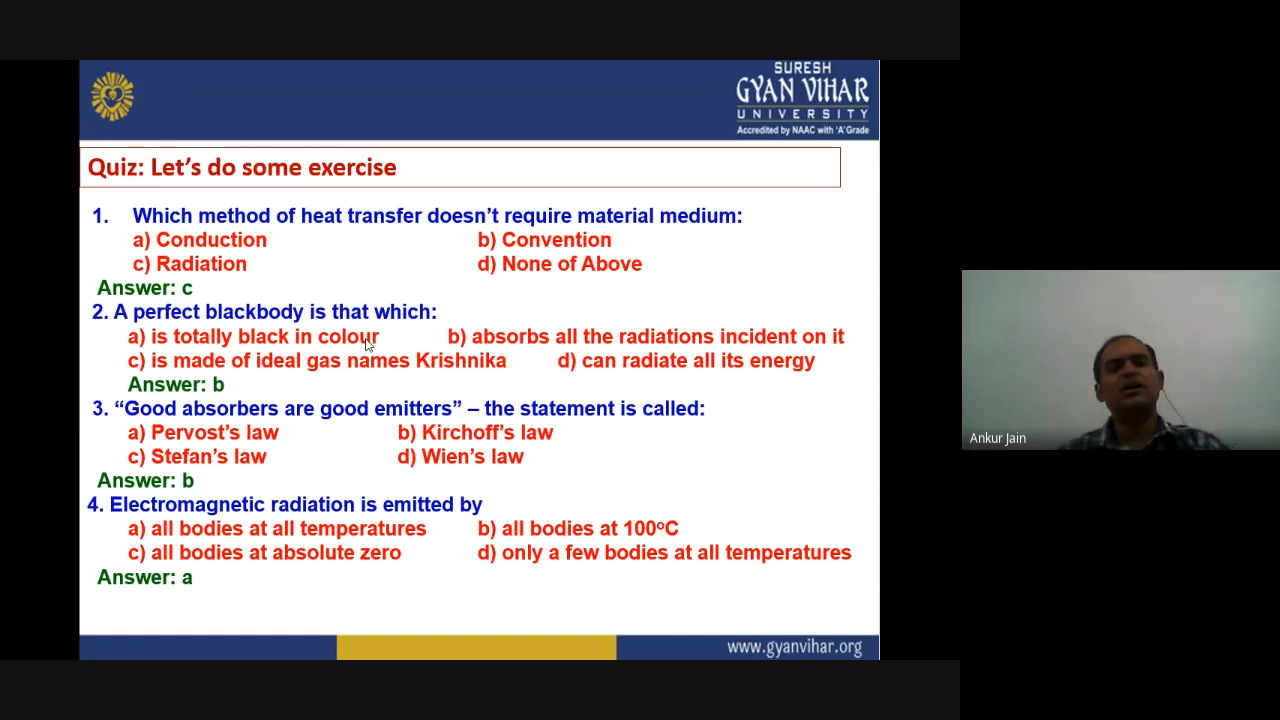 SURESH
GYAN VIHAR
UNIVERSITY
Accredited by NAAC with 'A' Grade
Quiz: Let's do some exercise
1. Which method of heat transfer doesn't require material medium:
a) Conduction b) Convention
c) Radiation d) None of Above
Answer: c
2. A perfect blackbody is that which:
a) is totally black in colour b) absorbs all the radiations incident on it
c) is made of ideal gas names Krishnika d) can radiate all its energy
Answer: b
3. “Good absorbers are good emitters” – the statement is called:
a) Pervost's law b) Kirchoff's law
c) Stefan's law d) Wien's law
Answer: b
4. Electromagnetic radiation is emitted by
a) all bodies at all temperatures b) all bodies at 100ºC
c) all bodies at absolute zero d) only a few bodies at all temperatures
Answer: a
www.gyanvihar.org
Ankur Jain